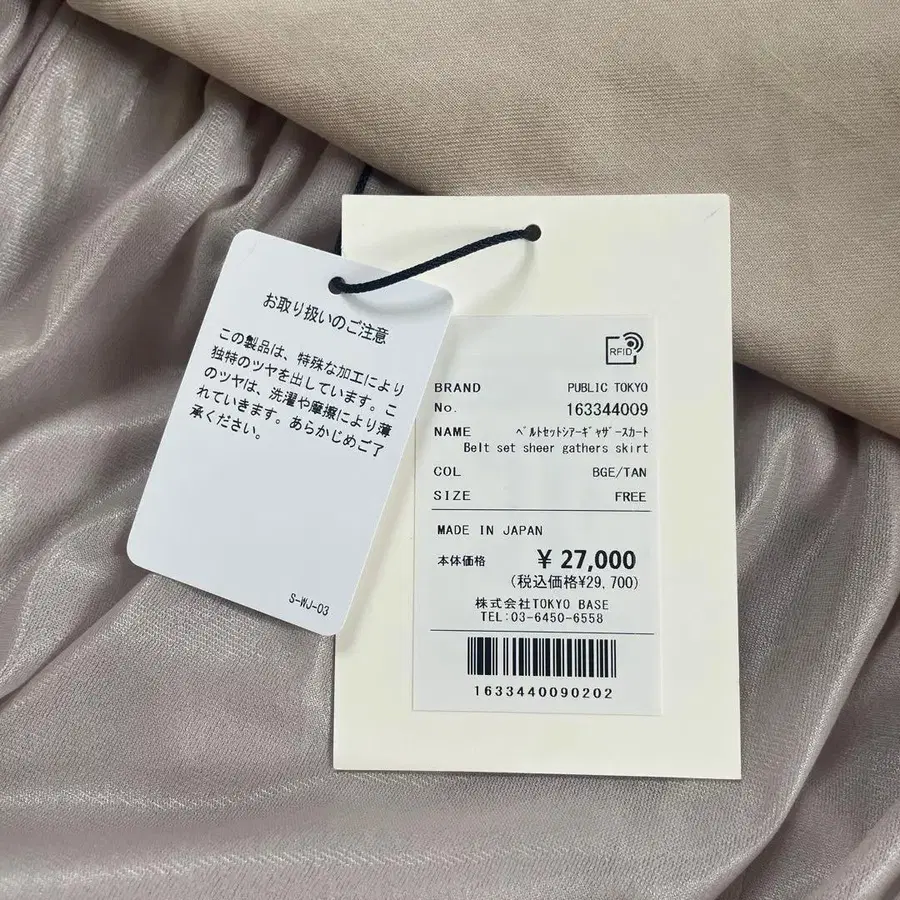 お取り扱いのご注意
この製品は、特殊な加工により
独特のツヤを出しています。こ
のツヤは、洗濯や摩擦により薄
れていきます。あらかじめご了
承ください。
S-WJ-03
RFID
BRAND PUBLIC TOKYO
No. 163344009
NAME ﾍﾞﾙﾄｾｯﾄｼｱｰｷﾞｬｻﾞｰｽｶｰﾄ
Belt set sheer gathers skirt
COL BGE/TAN
SIZE FREE
MADE IN JAPAN
本体価格 ¥ 27,000
(税込価格¥29,700)
株式会社TOKYO BASE
TEL:03-6450-6558
1633440090202